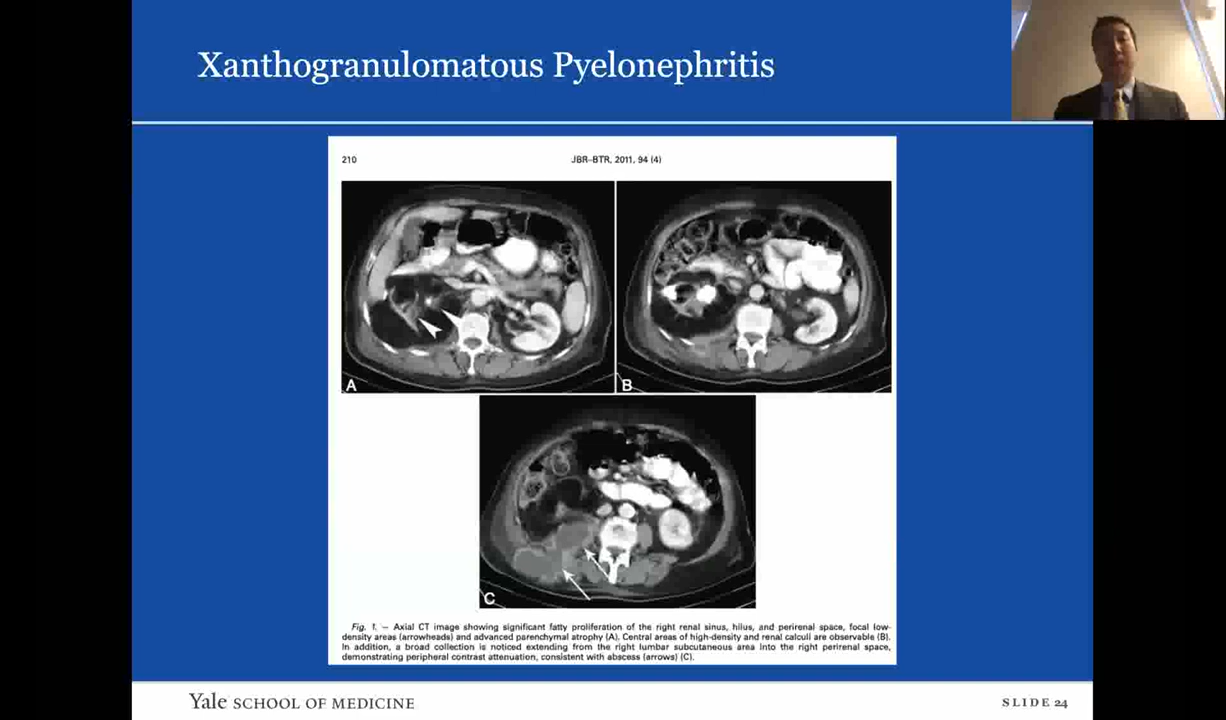 Xanthogranulomatous Pyelonephritis
210
JBR–BTR, 2011, 94 (4)
A
B
C
Fig. 1. – Axial CT image showing significant fatty proliferation of the right renal sinus, hilus, and perirenal space, focal low-
density areas (arrowheads) and advanced parenchymal atrophy (A). Central areas of high-density and renal calculi are observable (B).
In addition, a broad collection is noticed extending from the right lumbar subcutaneous area into the right perirenal space,
demonstrating peripheral contrast attenuation, consistent with abscess (arrows) (C).
Yale SCHOOL OF MEDICINE
SLIDE 24